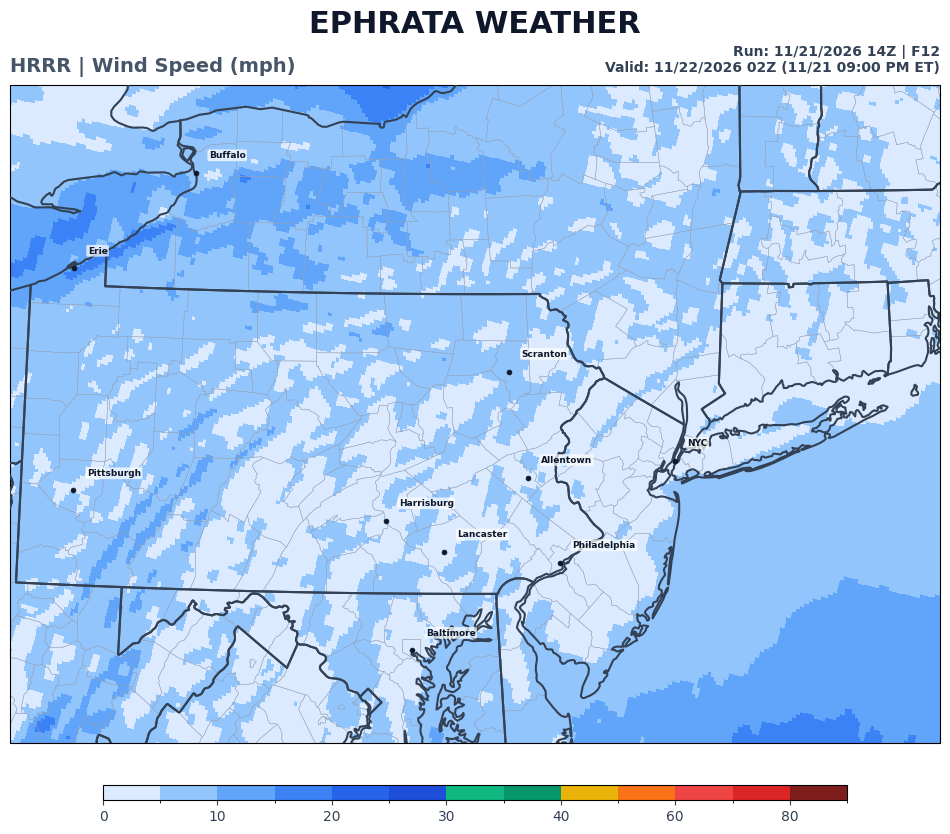 EPHRATA WEATHER
HRRR | Wind Speed (mph)
Run: 11/21/2026 14Z | F12
Valid: 11/22/2026 02Z (11/21 09:00 PM ET)
Buffalo
Erie
Scranton
NYC
Allentown
Pittsburgh
Harrisburg
Lancaster
Philadelphia
Baltimore
0 10 20 30 40 50 60 70 80